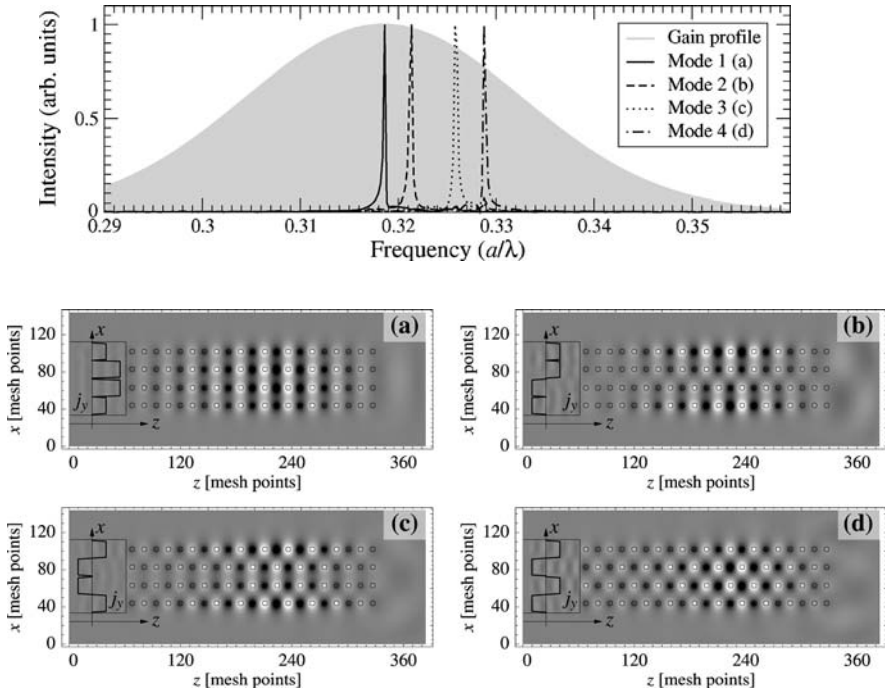 Intensity (arb. units)
1
0.5
0
0.29 0.3 0.31 0.32 0.33 0.34 0.35
Frequency (a/λ)
Gain profile
Mode 1 (a)
Mode 2 (b)
Mode 3 (c)
Mode 4 (d)
(a)
x [mesh points]
120
80
40
0
x
j_y
z
0 120 240 360
z [mesh points]
(b)
x [mesh points]
120
80
40
0
x
j_y
z
0 120 240 360
z [mesh points]
(c)
x [mesh points]
120
80
40
0
x
j_y
z
0 120 240 360
z [mesh points]
(d)
x [mesh points]
120
80
40
0
x
j_y
z
0 120 240 360
z [mesh points]